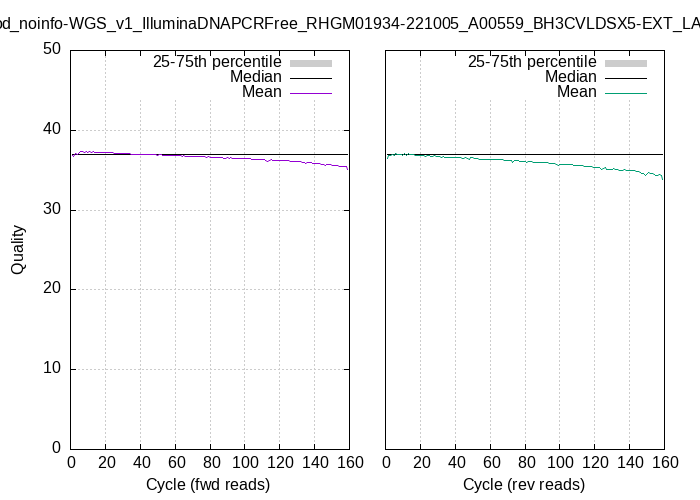 od_noinfo-WGS_v1_IlluminaDNAPCRFree_RHGM01934-221005_A00559_BH3CVLDSX5-EXT_LA
25-75th percentile
Median
Mean
25-75th percentile
Median
Mean
Quality
50
40
30
20
10
0
0 20 40 60 80 100 120 140 160
0 20 40 60 80 100 120 140 160
Cycle (fwd reads)
Cycle (rev reads)